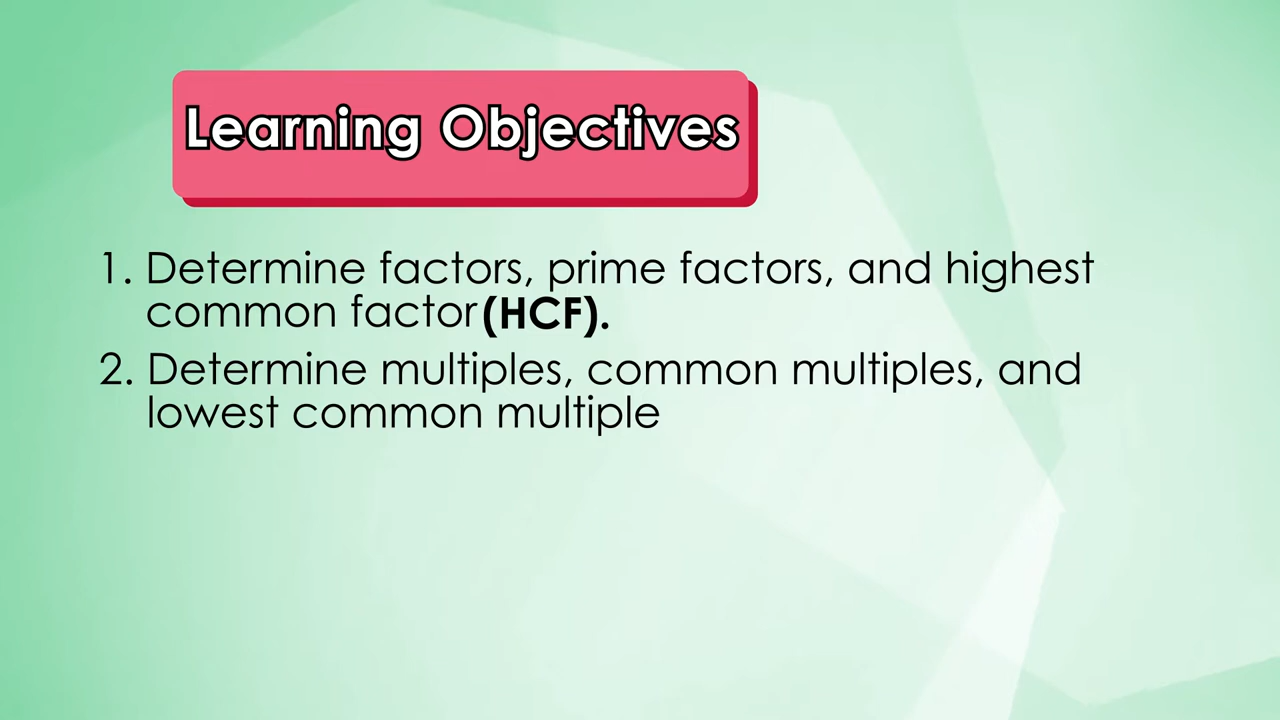 Learning Objectives
1. Determine factors, prime factors, and highest
common factor (HCF).
2. Determine multiples, common multiples, and
lowest common multiple